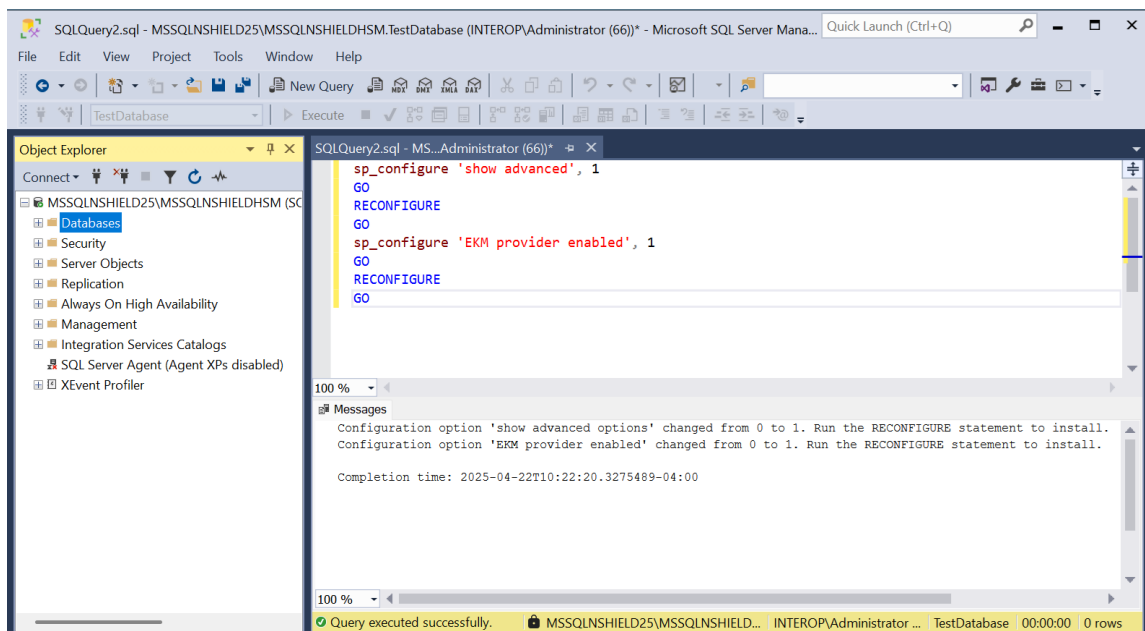 SQLQuery2.sql - MSSQLNSHIELD25\MSSQLNSHIELDHSM.TestDatabase (INTEROP\Administrator (66))* - Microsoft SQL Server Mana... Quick Launch (Ctrl+Q)
File Edit View Project Tools Window Help
New Query MDX DMX XMLA DAX
TestDatabase Execute
Object Explorer
Connect
MSSQLNSHIELD25\MSSQLNSHIELDHSM (SC
Databases
Security
Server Objects
Replication
Always On High Availability
Management
Integration Services Catalogs
SQL Server Agent (Agent XPs disabled)
XEvent Profiler
SQLQuery2.sql - MS...Administrator (66))*
sp_configure 'show advanced', 1
GO
RECONFIGURE
GO
sp_configure 'EKM provider enabled', 1
GO
RECONFIGURE
GO
100 %
Messages
Configuration option 'show advanced options' changed from 0 to 1. Run the RECONFIGURE statement to install.
Configuration option 'EKM provider enabled' changed from 0 to 1. Run the RECONFIGURE statement to install.
Completion time: 2025-04-22T10:22:20.3275489-04:00
100 %
Query executed successfully. MSSQLNSHIELD25\MSSQLNSHIELD... INTEROP\Administrator ... TestDatabase 00:00:00 0 rows